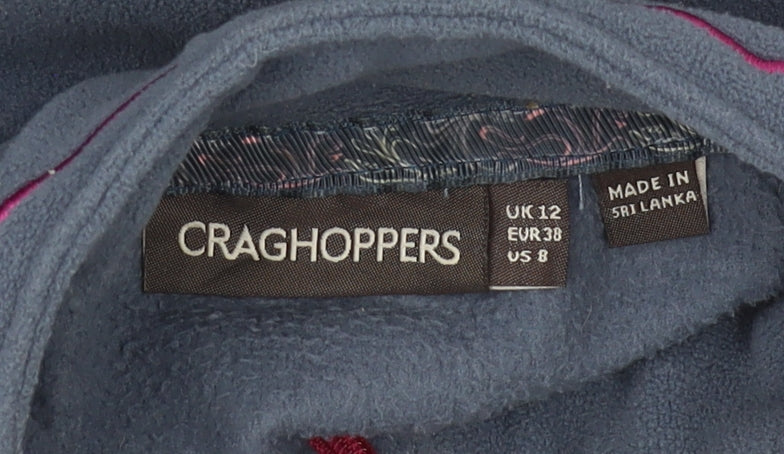 CRAGHOPPERS
UK 12
EUR 38
US 8
MADE IN
SRI LANKA